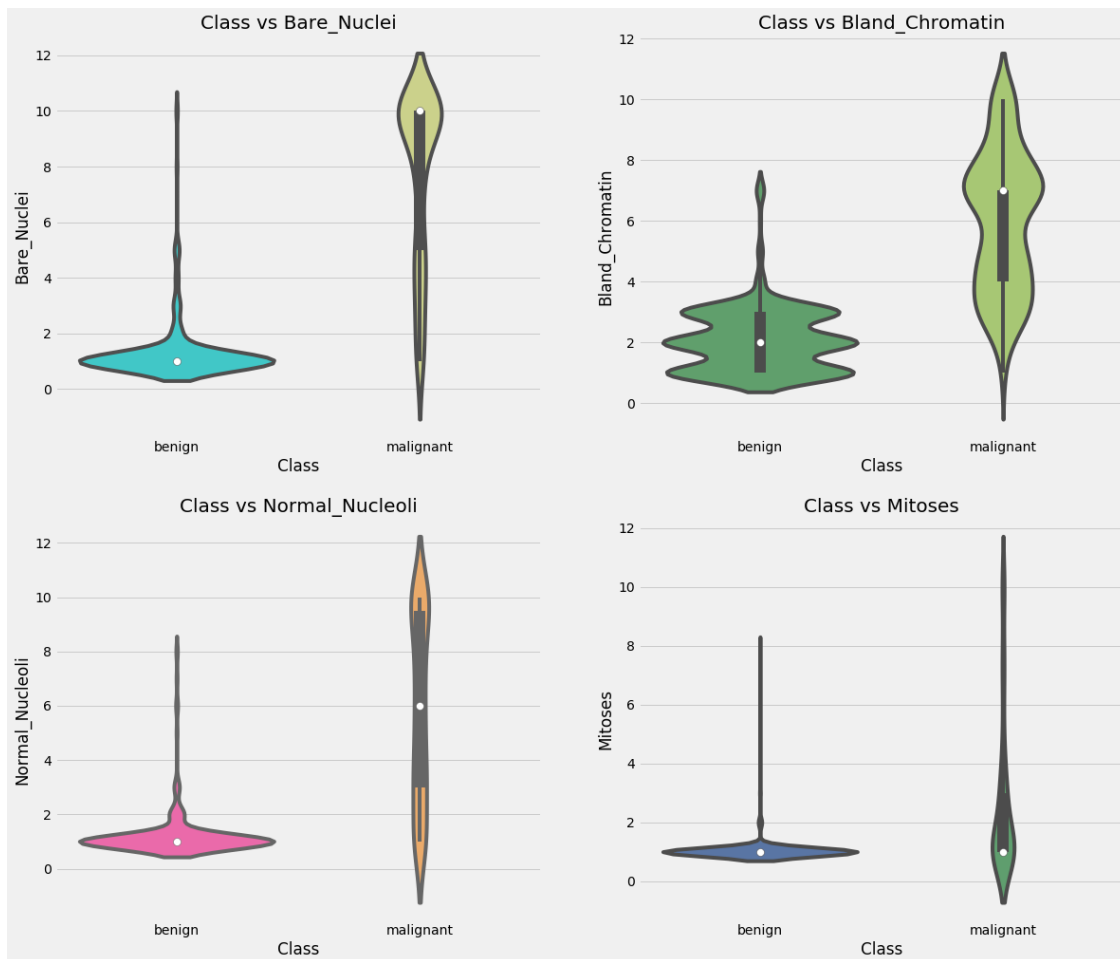 Class vs Bare_Nuclei
12
10
8
6
4
2
0
Bare_Nuclei
benign
malignant
Class
Class vs Bland_Chromatin
12
10
8
6
4
2
0
Bland_Chromatin
benign
malignant
Class
Class vs Normal_Nucleoli
12
10
8
6
4
2
0
Normal_Nucleoli
benign
malignant
Class
Class vs Mitoses
12
10
8
6
4
2
0
Mitoses
benign
malignant
Class